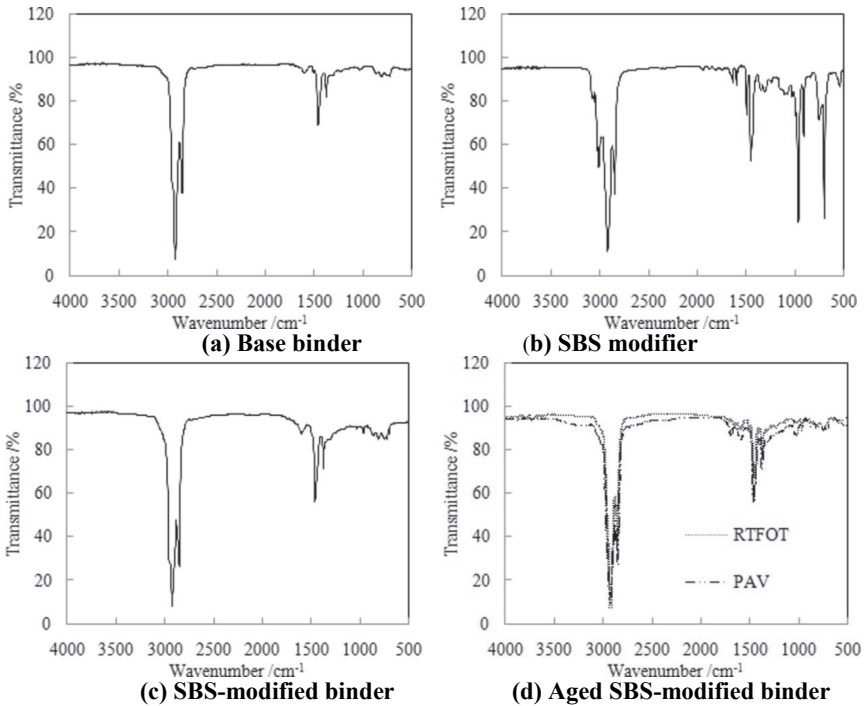 120
100
80
60
40
20
0
Transmittance /%
4000 3500 3000 2500 2000 1500 1000 500
Wavenumber /cm-1
(a) Base binder
120
100
80
60
40
20
0
Transmittance /%
4000 3500 3000 2500 2000 1500 1000 500
Wavenumber /cm-1
(b) SBS modifier
120
100
80
60
40
20
0
Transmittance /%
4000 3500 3000 2500 2000 1500 1000 500
Wavenumber /cm-1
(c) SBS-modified binder
120
100
80
60
40
20
0
Transmittance /%
RTFOT
PAV
4000 3500 3000 2500 2000 1500 1000 500
Wavenumber /cm-1
(d) Aged SBS-modified binder